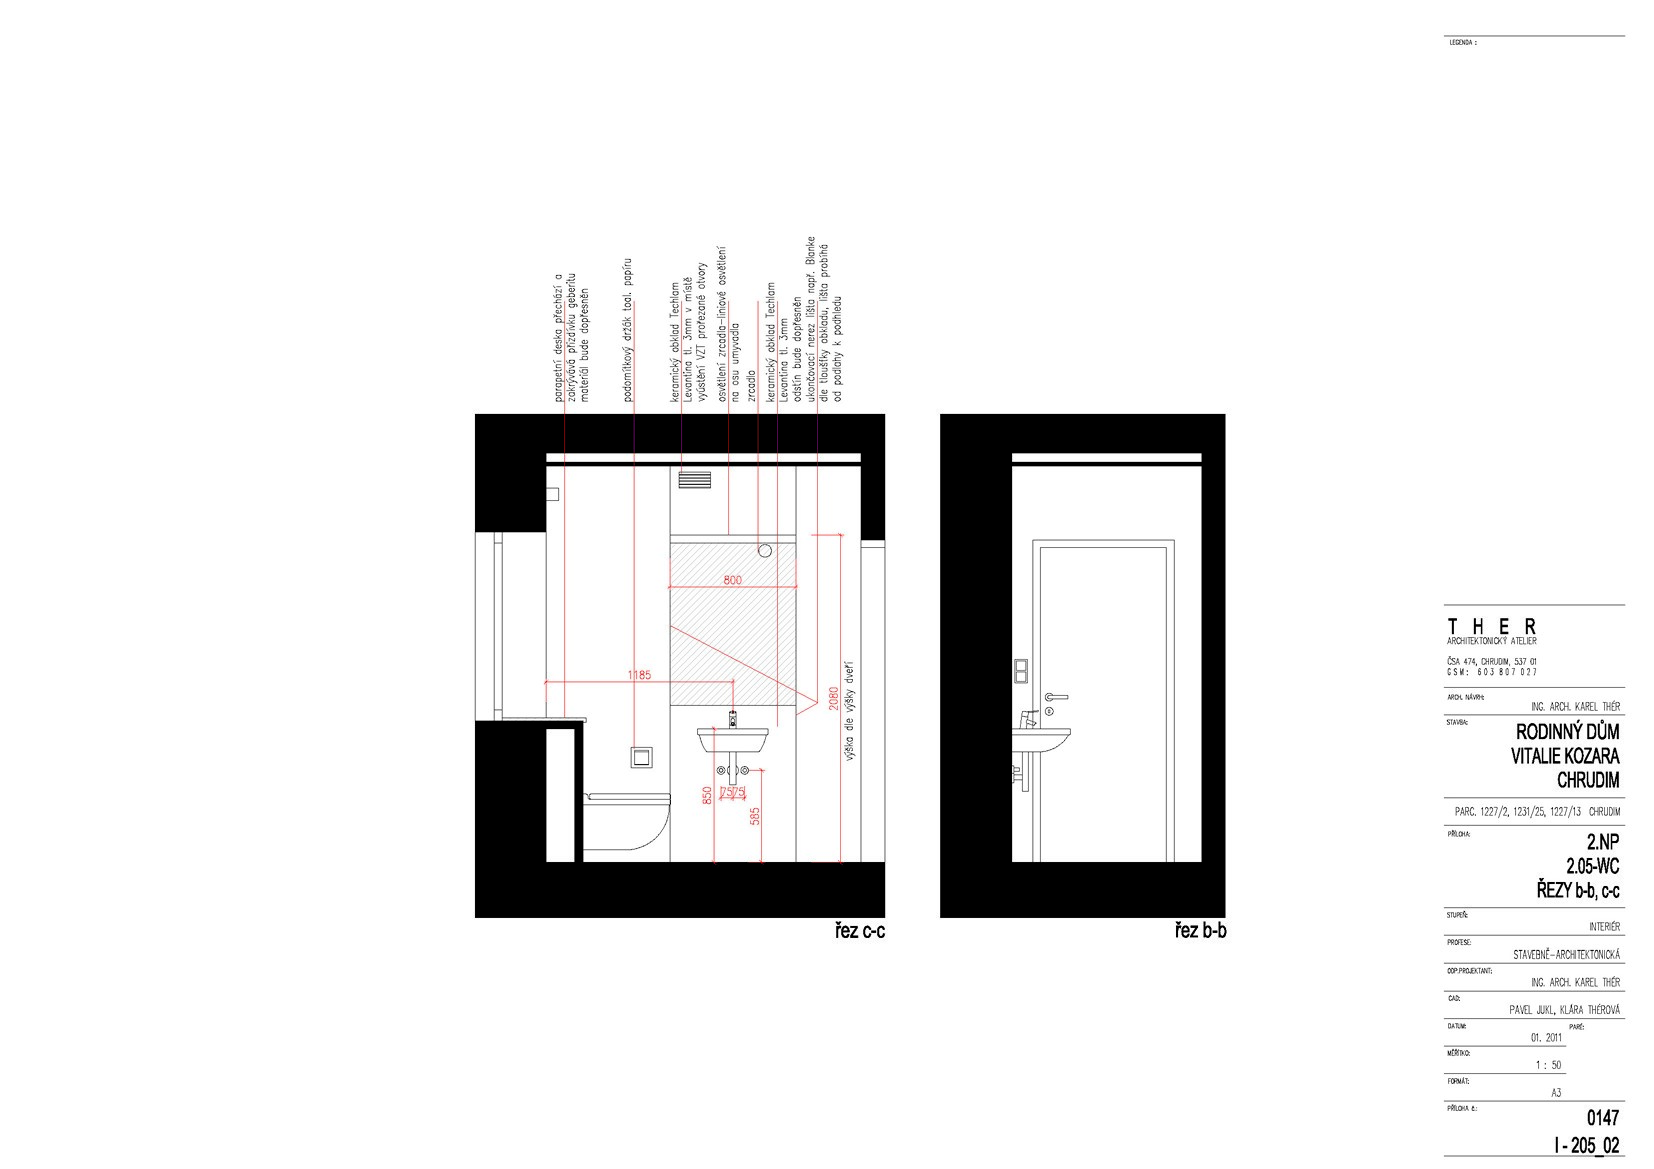 LEGENDA :
parapetní deska přechází a
zakrývává přizdívku geberitu
materiál bude dopřesněn
podomítkový držák toal. papíru
keramický obklad Techlam
Levantina tl. 3mm v místě
vyústění VZT prořezané otvory
osvětlení zrcadla-liniové osvětlení
na osu umyvadla
zrcadlo
keramický obklad Techlam
Levantina tl. 3mm
odstín bude dopřesněn
ukončovací nerez lišta např. Blanke
dle tloušťky obkladu, lišta probíhá
od podlahy k podhledu
800
1185
2080
výška dle výšky dveří
850
75
75
585
řez c-c
řez b-b
T H E R
ARCHITEKTONICKÝ ATELIER
ČSA 474, CHRUDIM, 537 01
GSM: 603 807 027
ARCH. NÁVRH:
ING. ARCH. KAREL THÉR
STAVBA:
RODINNÝ DŮM
VITALIE KOZARA
CHRUDIM
PARC. 1227/2, 1231/25, 1227/13 CHRUDIM
PŘÍLOHA:
2.NP
2.05-WC
ŘEZY b-b, c-c
STUPEŇ:
INTERIÉR
PROFESE:
STAVEBNĚ-ARCHITEKTONICKÁ
ODP.PROJEKTANT:
ING. ARCH. KAREL THÉR
CAD:
PAVEL JUKL, KLÁRA THÉROVÁ
DATUM:
PARÉ:
01. 2011
MĚŘÍTKO:
1 : 50
FORMÁT:
A3
PŘÍLOHA č.:
0147
I - 205_02